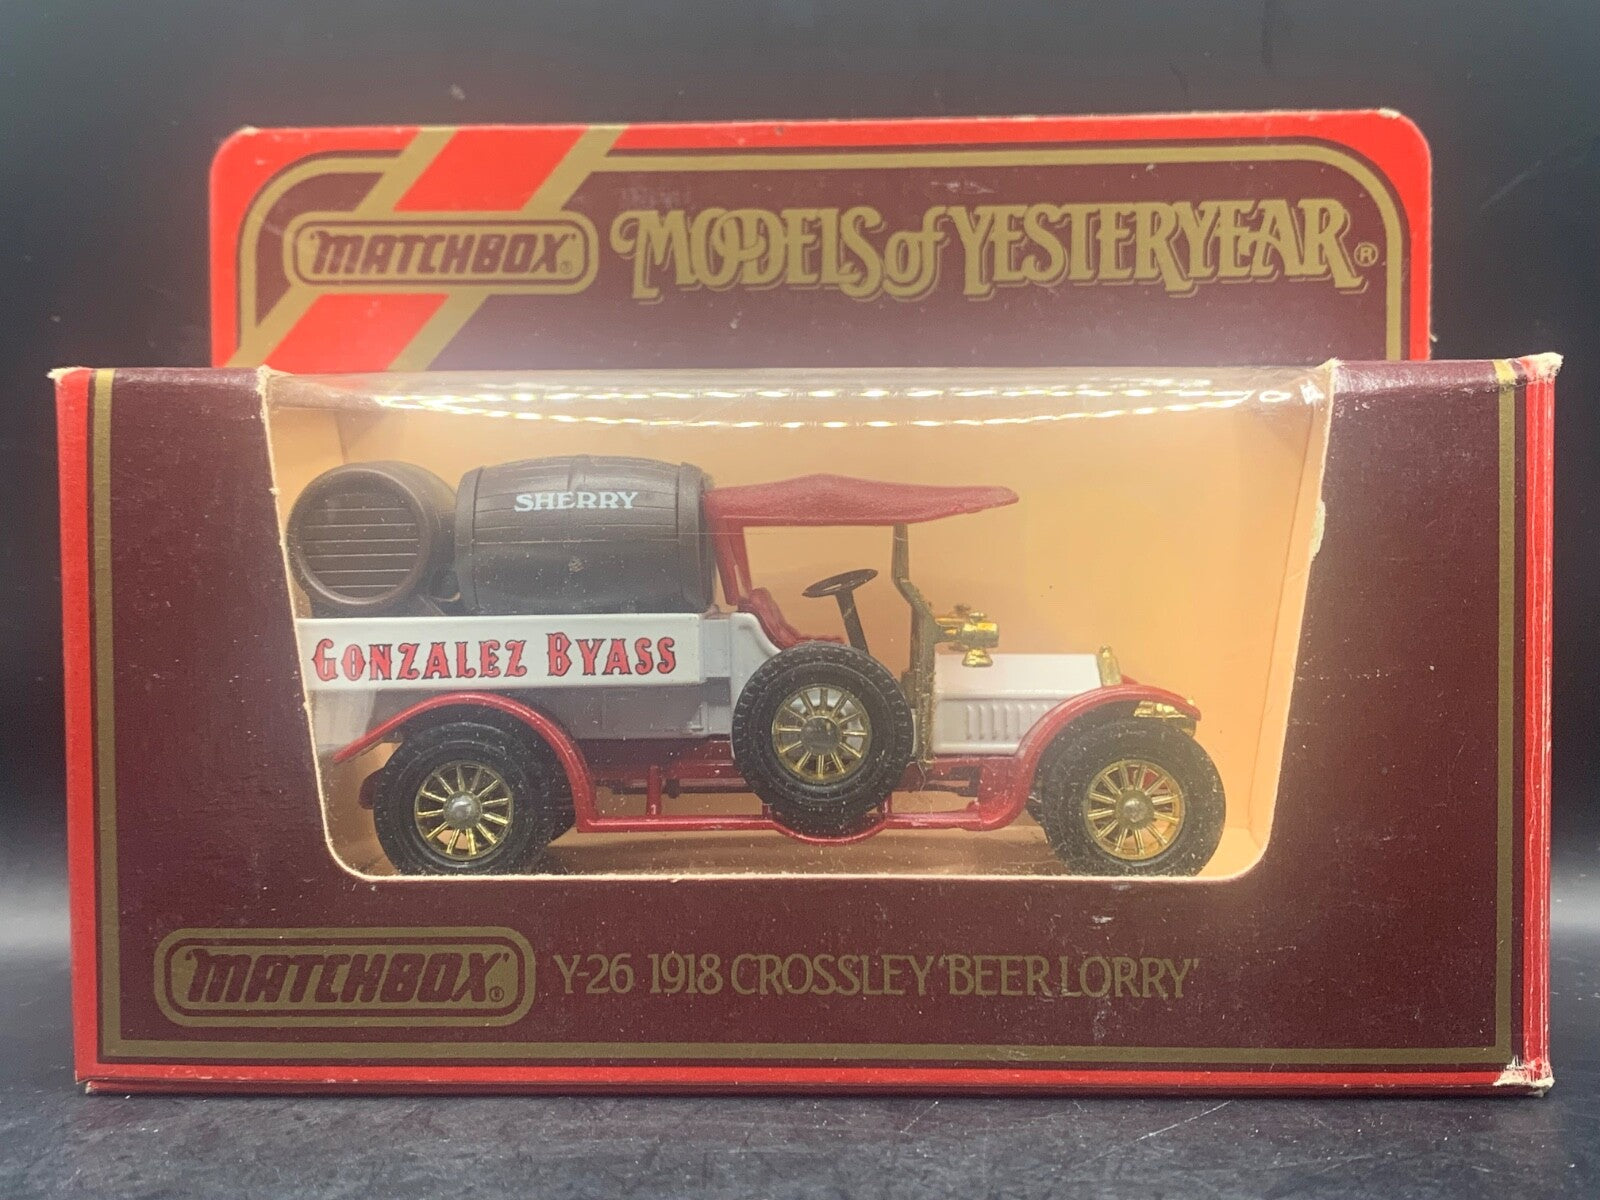 MATCHBOX ® MODELS of YESTERYEAR ®
SHERRY
GONZALEZ BYASS
MATCHBOX ® Y-26 1918 CROSSLEY 'BEER LORRY'